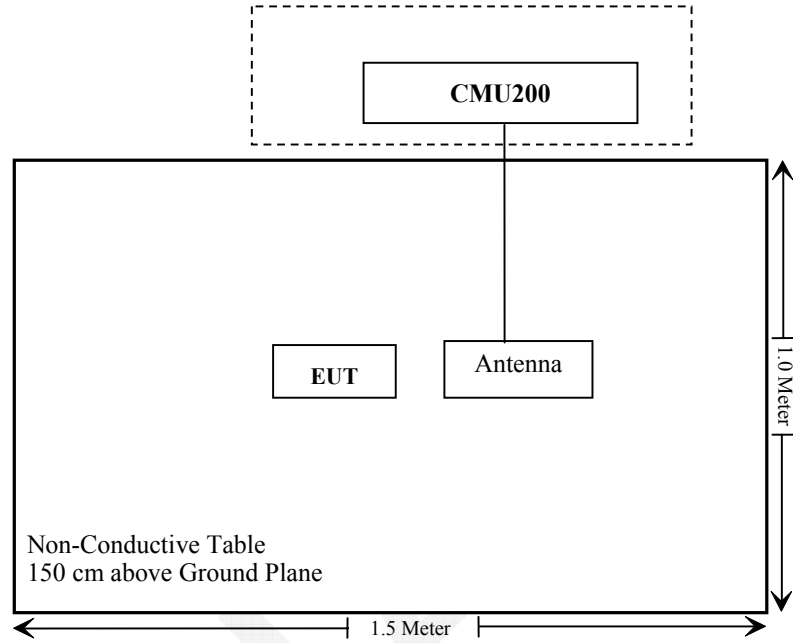 CMU200
EUT
Antenna
1.0 Meter
Non-Conductive Table
150 cm above Ground Plane
1.5 Meter